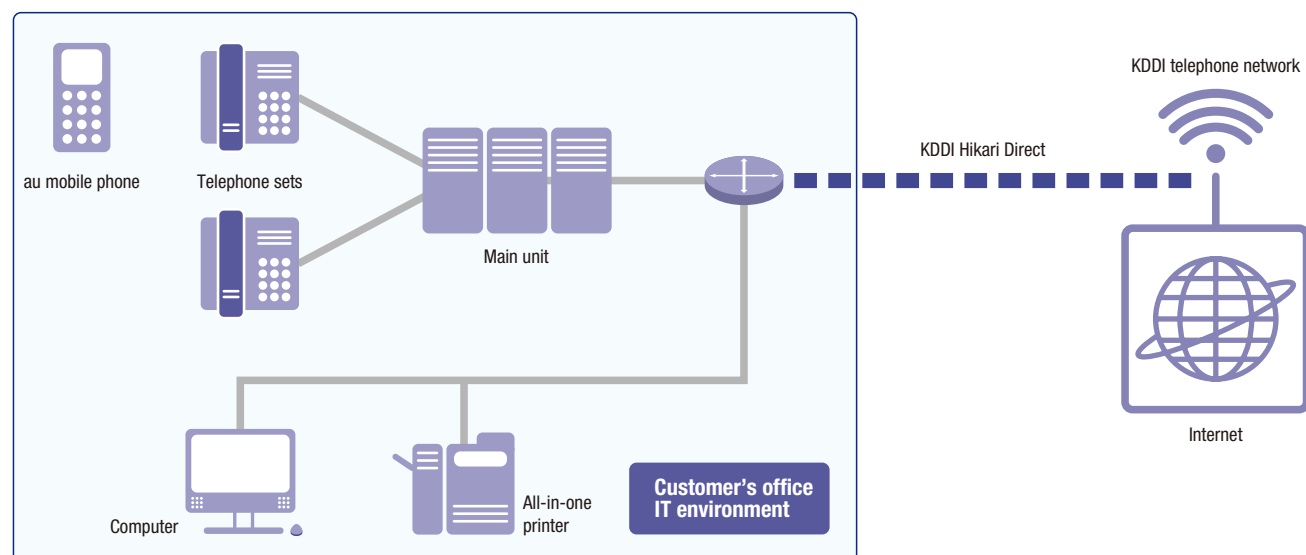 KDDI telephone network
KDDI Hikari Direct
au mobile phone
Telephone sets
Main unit
Internet
Customer's office
IT environment
All-in-one
printer
Computer